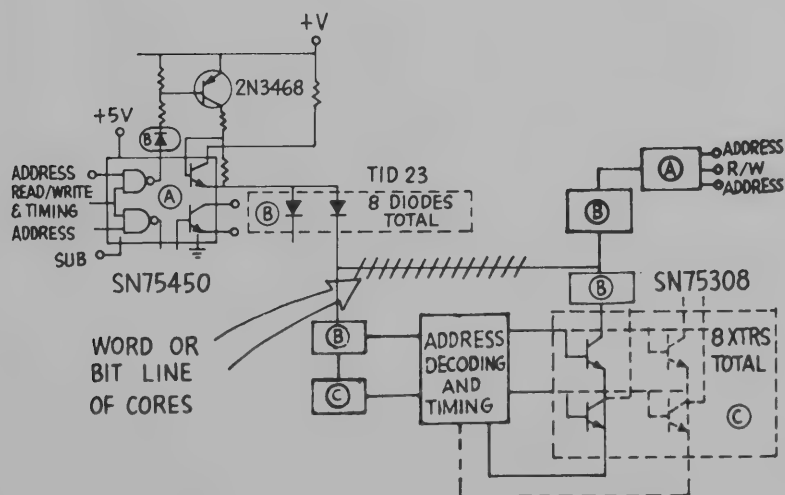 +V
2N3468
+5V
B
ADDRESS
READ/WRITE
& TIMING
ADDRESS
SUB
A
SN75450
TID 23
B
8 DIODES
TOTAL
A
ADDRESS
R/W
ADDRESS
B
B
SN75308
WORD OR
BIT LINE
OF CORES
B
C
ADDRESS
DECODING
AND
TIMING
8 XTRS
TOTAL
C